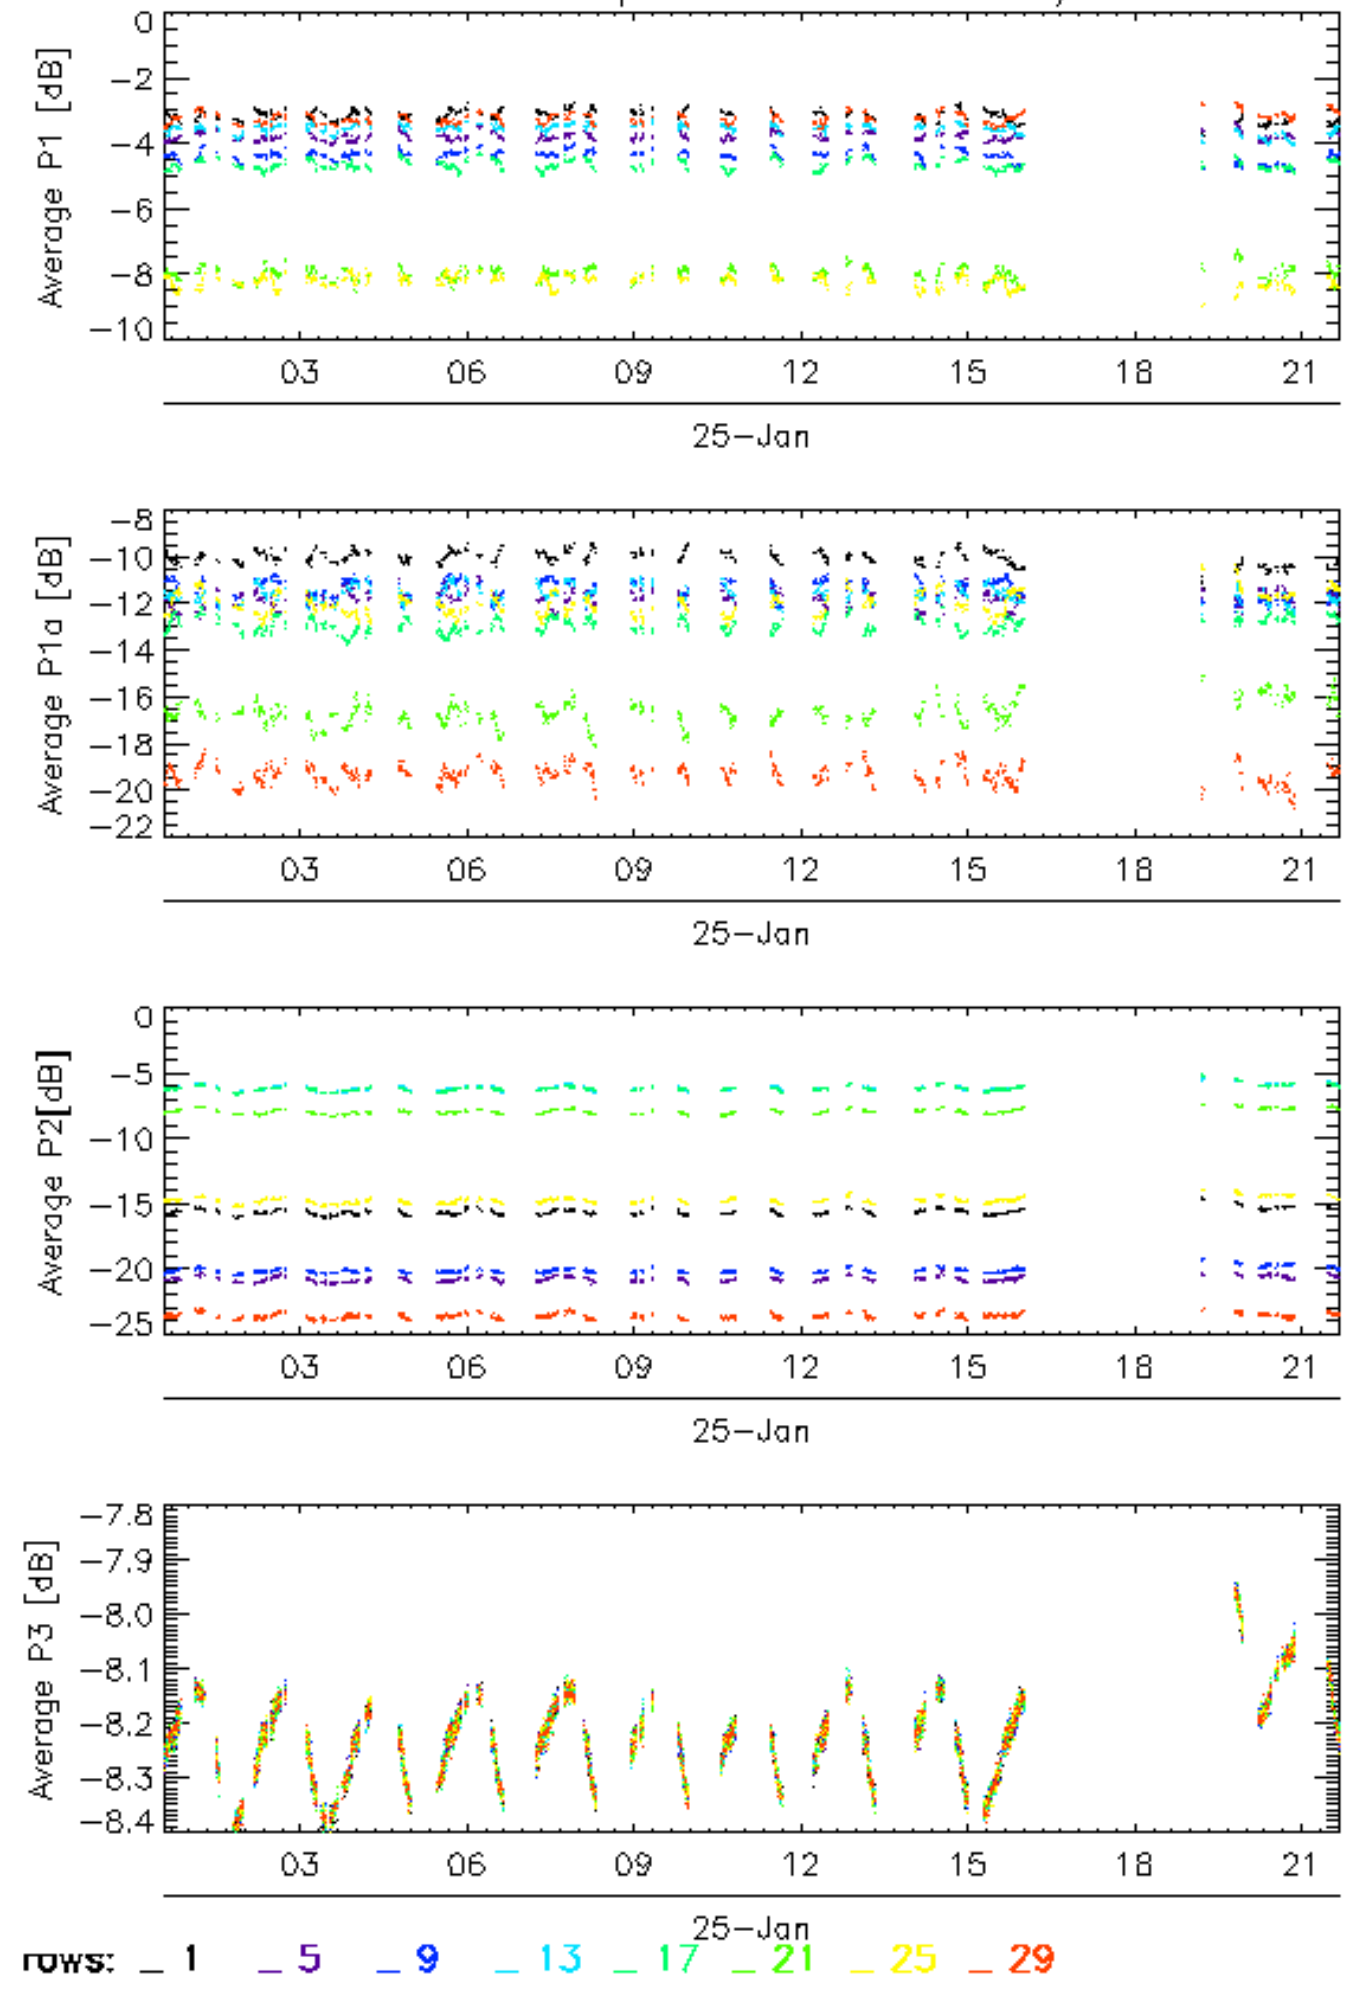 0
−2
−4
−6
−8
−10
Average P1 [dB]
03 06 09 12 15 18 21
25−Jan
−8
−10
−12
−14
−16
−18
−20
−22
Average P1a [dB]
03 06 09 12 15 18 21
25−Jan
0
−5
−10
−15
−20
−25
Average P2[dB]
03 06 09 12 15 18 21
25−Jan
−7.8
−7.9
−8.0
−8.1
−8.2
−8.3
−8.4
Average P3 [dB]
03 06 09 12 15 18 21
25−Jan
rows: _ 1 _ 5 _ 9 _ 13 _ 17 _ 21 _ 25 _ 29